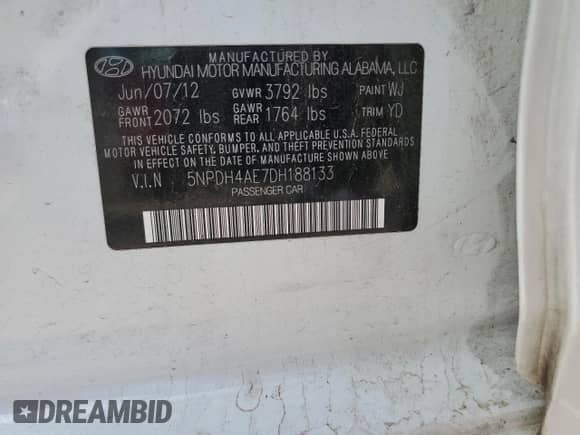 MANUFACTURED BY
HYUNDAI MOTOR MANUFACTURING ALABAMA, LLC
Jun/07/12 GVWR 3792 lbs PAINT WJ
GAWR FRONT 2072 lbs GAWR REAR 1764 lbs TRIM YD
THIS VEHICLE CONFORMS TO ALL APPLICABLE U.S.A. FEDERAL
MOTOR VEHICLE SAFETY, BUMPER, AND THEFT PREVENTION STANDARDS
IN EFFECT ON THE DATE OF MANUFACTURE SHOWN ABOVE.
V.I.N 5NPDH4AE7DH188133
PASSENGER CAR
DREAMBID